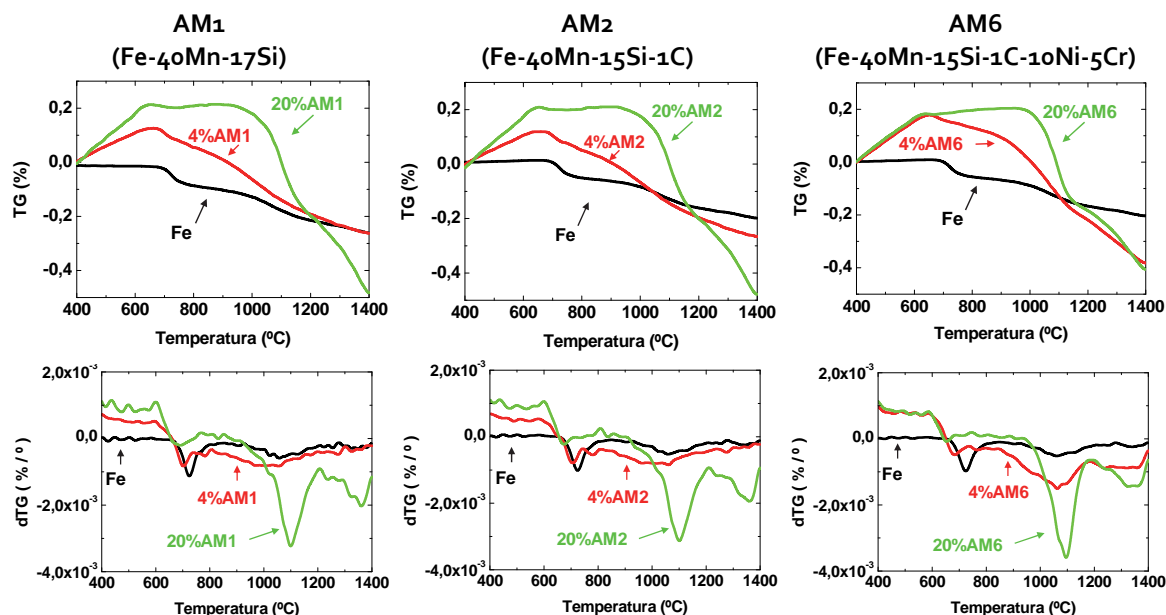 AM1
(Fe-40Mn-17Si)
AM2
(Fe-40Mn-15Si-1C)
AM6
(Fe-40Mn-15Si-1C-10Ni-5Cr)
TG (%)
0,2
0,0
-0,2
-0,4
20%AM1
4%AM1
Fe
400 600 800 1000 1200 1400
Temperatura (ºC)
TG (%)
0,2
0,0
-0,2
-0,4
20%AM2
4%AM2
Fe
400 600 800 1000 1200 1400
Temperatura (ºC)
TG (%)
0,2
0,0
-0,2
-0,4
20%AM6
4%AM6
Fe
400 600 800 1000 1200 1400
Temperatura (ºC)
dTG ( % / º )
2,0x10⁻³
0,0
-2,0x10⁻³
-4,0x10⁻³
Fe
4%AM1
20%AM1
400 600 800 1000 1200 1400
Temperatura (ºC)
dTG ( % / º )
2,0x10⁻³
0,0
-2,0x10⁻³
-4,0x10⁻³
Fe
4%AM2
20%AM2
400 600 800 1000 1200 1400
Temperatura (ºC)
dTG ( % / º )
2,0x10⁻³
0,0
-2,0x10⁻³
-4,0x10⁻³
Fe
4%AM6
20%AM6
400 600 800 1000 1200 1400
Temperatura (ºC)